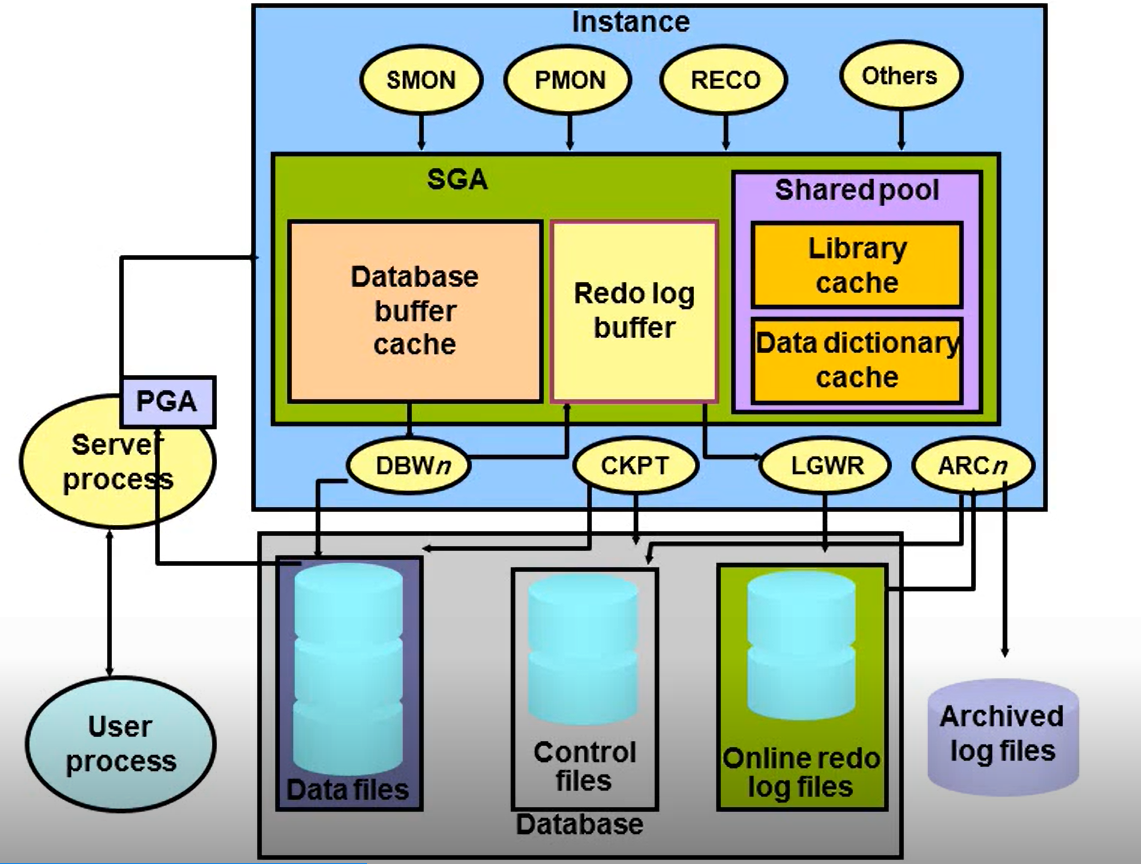 Instance
SMON
PMON
RECO
Others
SGA
Shared pool
Library
cache
Data dictionary
cache
Database
buffer
cache
Redo log
buffer
PGA
Server
process
DBWn
CKPT
LGWR
ARCn
User
process
Data files
Control
files
Online redo
log files
Archived
log files
Database